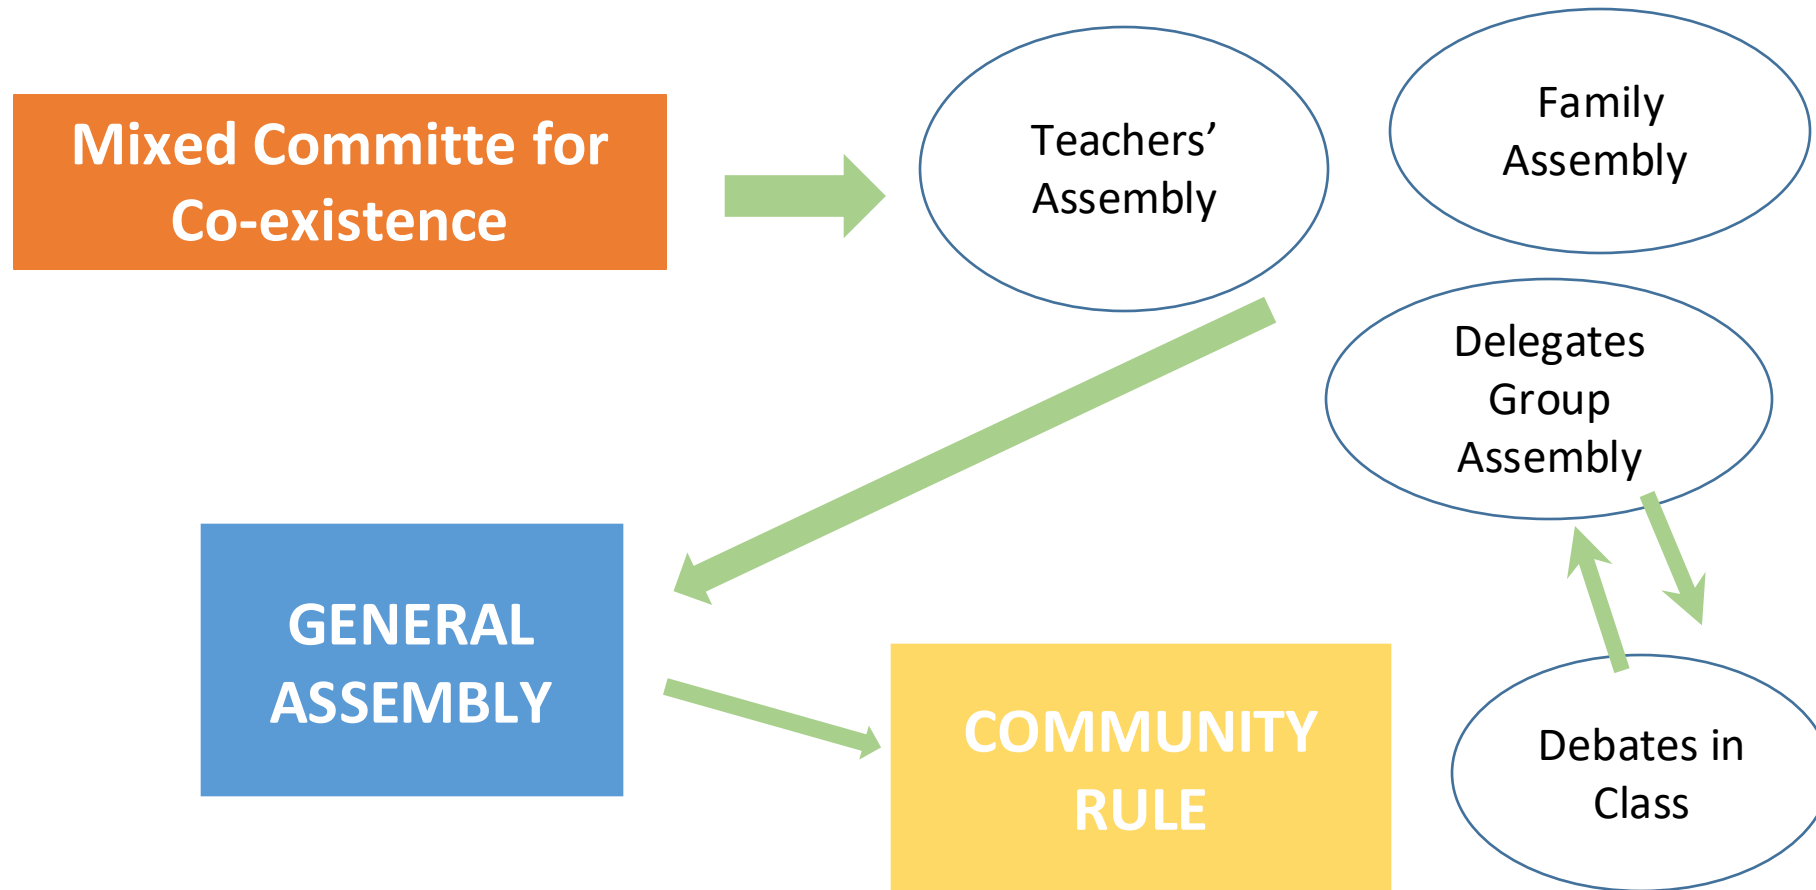 Mixed Committe for
Co-existence
Teachers’
Assembly
Family
Assembly
Delegates
Group
Assembly
GENERAL
ASSEMBLY
COMMUNITY
RULE
Debates in
Class